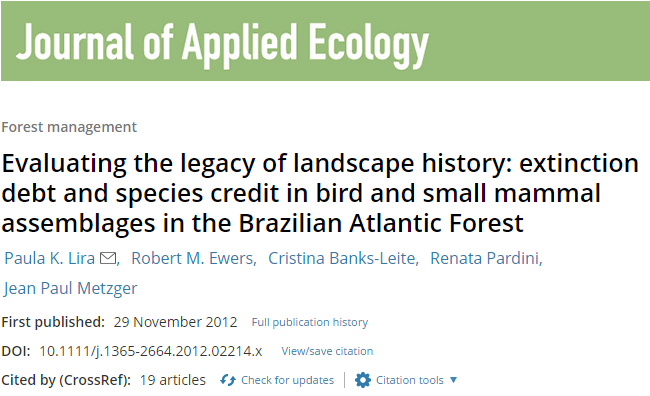 Journal of Applied Ecology
Forest management
Evaluating the legacy of landscape history: extinction
debt and species credit in bird and small mammal
assemblages in the Brazilian Atlantic Forest
Paula K. Lira, Robert M. Ewers, Cristina Banks-Leite, Renata Pardini,
Jean Paul Metzger
First published: 29 November 2012 Full publication history
DOI: 10.1111/j.1365-2664.2012.02214.x View/save citation
Cited by (CrossRef): 19 articles Check for updates Citation tools